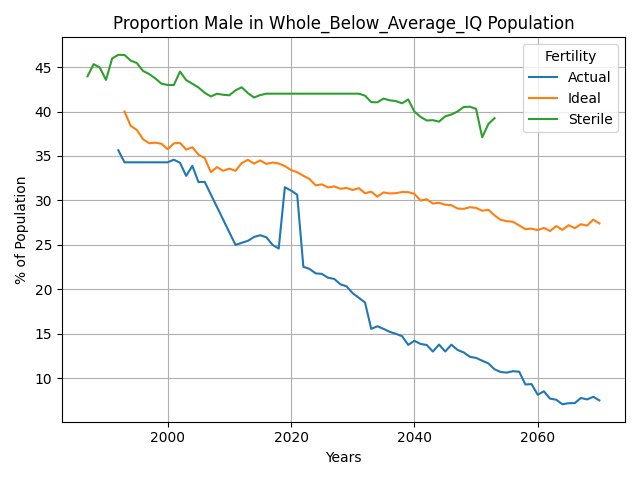 Proportion Male in Whole_Below_Average_IQ Population
Fertility
Actual
Ideal
Sterile
% of Population
45
40
35
30
25
20
15
10
2000
2020
2040
2060
Years